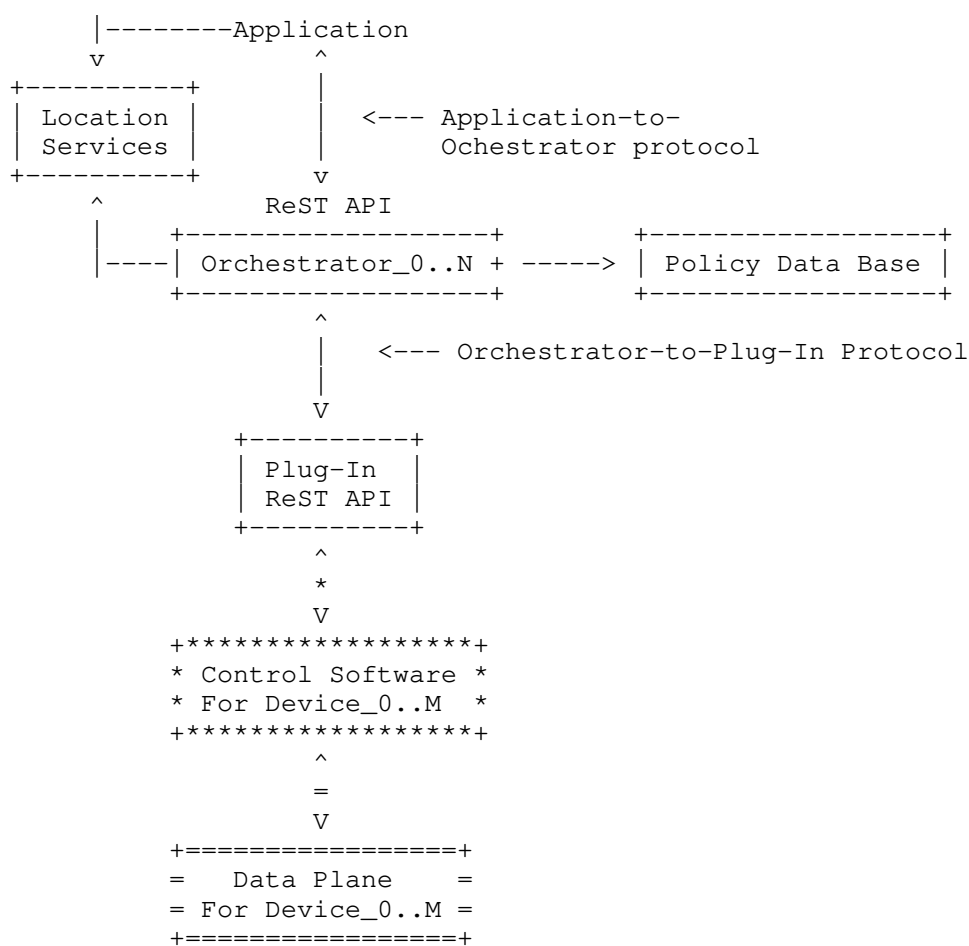 Application
Location
Services
<--- Application-to-
Ochestrator protocol
ReST API
Orchestrator_0..N
Policy Data Base
<--- Orchestrator-to-Plug-In Protocol
Plug-In
ReST API
Control Software
For Device_0..M
Data Plane
For Device_0..M